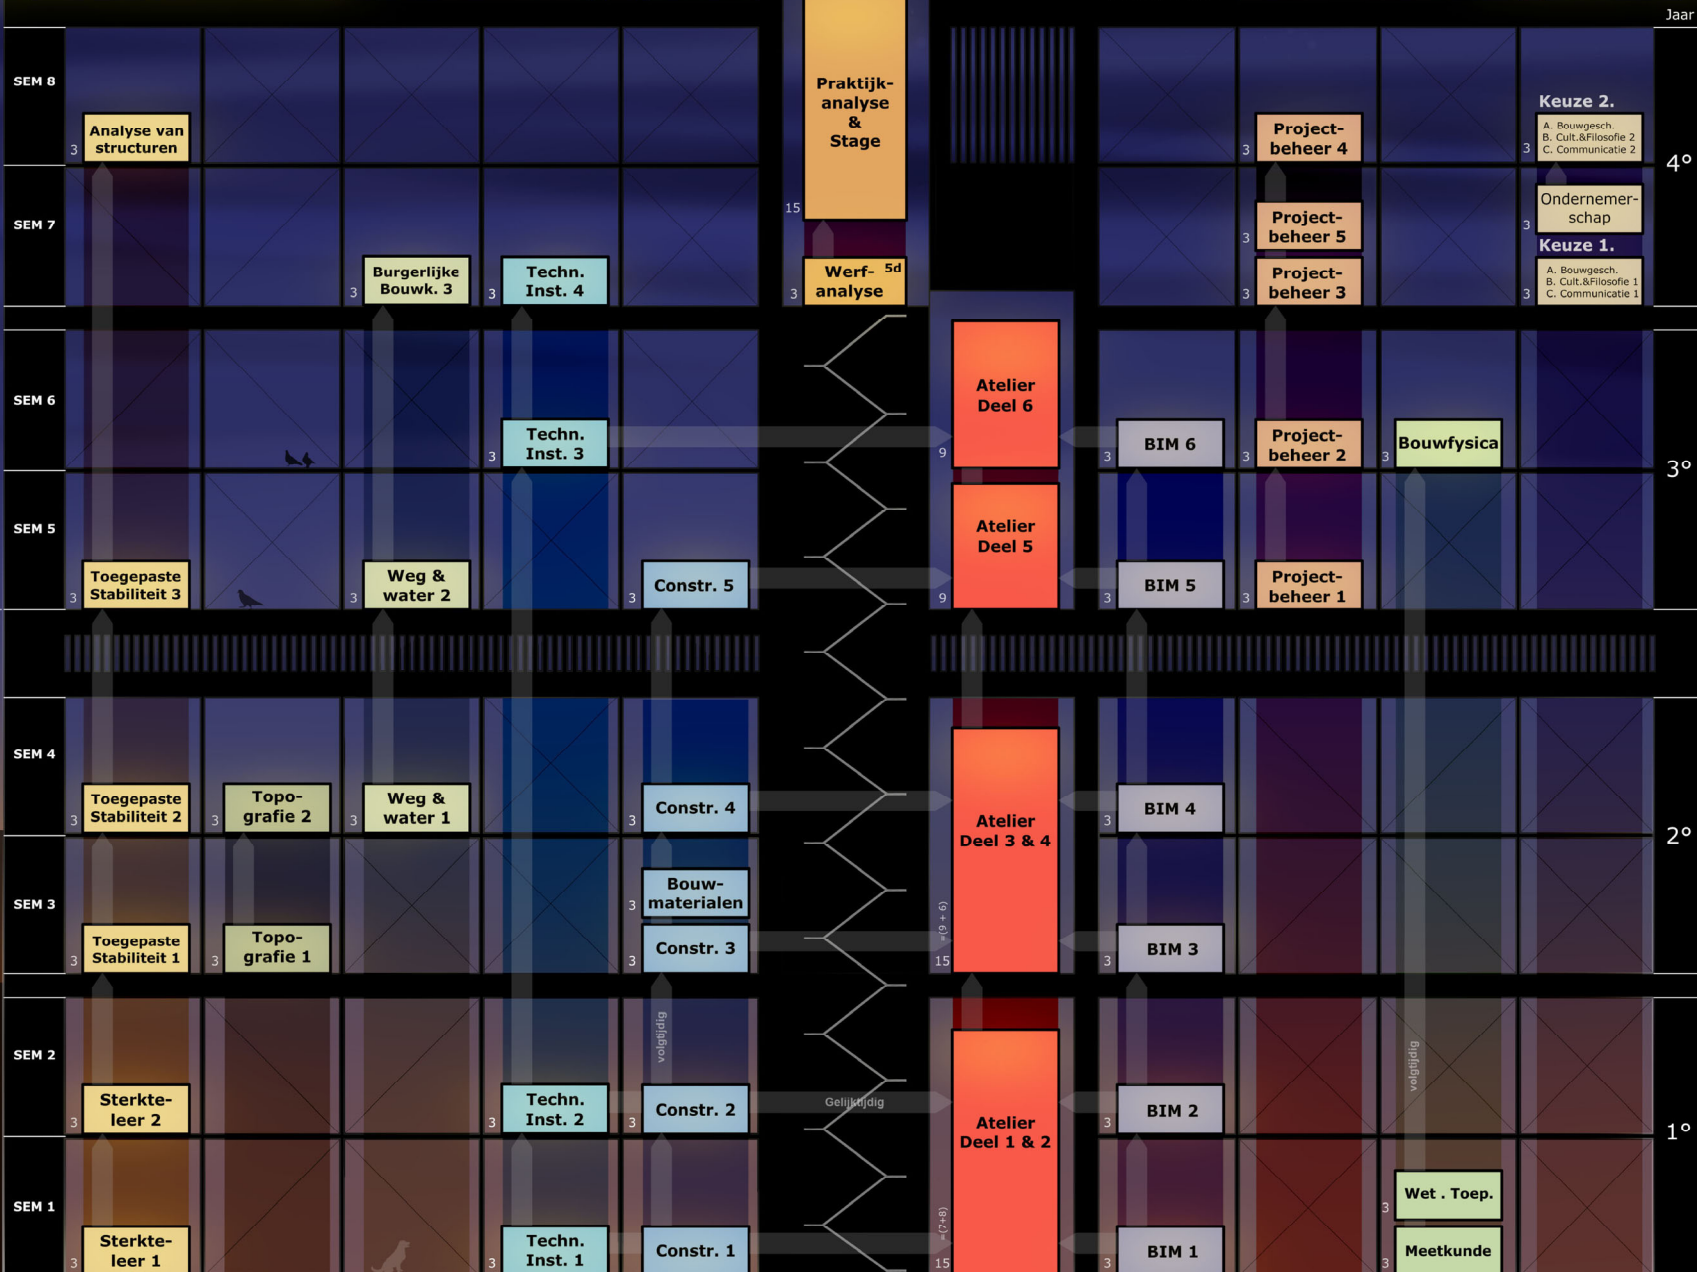 Jaar
SEM 8
Analyse van
structuren
3
Praktijk-
analyse
&
Stage
15
Project-
beheer 4
3
Keuze 2.
A. Bouwgesch.
B. Cult.&Filosofie 2
C. Communicatie 2
3
4°
SEM 7
Burgerlijke
Bouwk. 3
3
Techn.
Inst. 4
3
Werf- 5d
analyse
3
Project-
beheer 5
3
Project-
beheer 3
3
Ondernemer-
schap
3
Keuze 1.
A. Bouwgesch.
B. Cult.&Filosofie 1
C. Communicatie 1
3
SEM 6
Techn.
Inst. 3
3
Atelier
Deel 6
9
BIM 6
3
Project-
beheer 2
3
Bouwfysica
3
3°
SEM 5
Toegepaste
Stabiliteit 3
3
Weg &
water 2
3
Constr. 5
3
Atelier
Deel 5
9
BIM 5
3
Project-
beheer 1
3
SEM 4
Toegepaste
Stabiliteit 2
3
Topo-
grafie 2
3
Weg &
water 1
3
Constr. 4
3
Atelier
Deel 3 & 4
=(9 + 6)
15
BIM 4
3
2°
SEM 3
Toegepaste
Stabiliteit 1
3
Topo-
grafie 1
3
Bouw-
materialen
3
Constr. 3
3
BIM 3
3
SEM 2
Sterkte-
leer 2
3
Techn.
Inst. 2
3
volgtijdig
Constr. 2
3
Gelijktijdig
Atelier
Deel 1 & 2
=(7+8)
15
BIM 2
3
volgtijdig
1°
SEM 1
Sterkte-
leer 1
3
Techn.
Inst. 1
3
Constr. 1
3
BIM 1
3
Wet . Toep.
3
Meetkunde
3